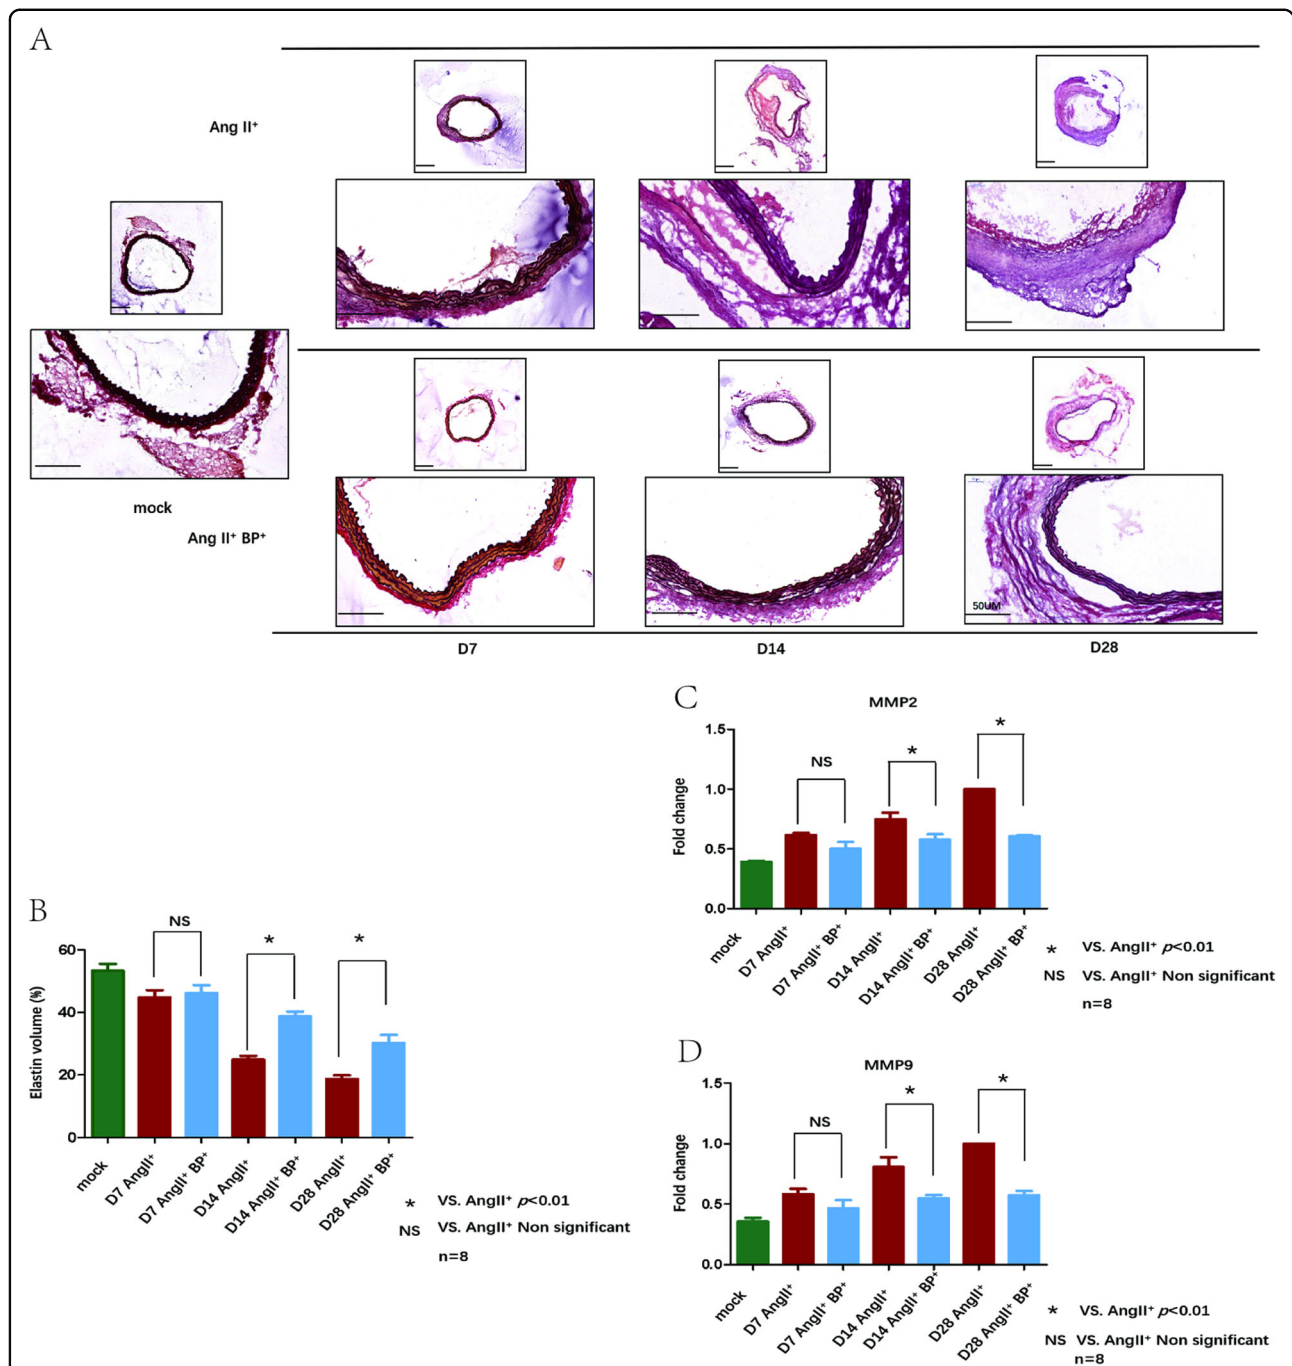 A
Ang II⁺
mock
Ang II⁺ BP⁺
50UM
D7
D14
D28
C
MMP2
Fold change
1.5
1.0
0.5
0.0
NS
*
*
mock
D7 AngII⁺
D7 AngII⁺ BP⁺
D14 AngII⁺
D14 AngII⁺ BP⁺
D28 AngII⁺
D28 AngII⁺ BP⁺
* VS. AngII⁺ p<0.01
NS VS. AngII⁺ Non significant
n=8
B
Elastin volume (%)
60
40
20
0
NS
*
*
mock
D7 AngII⁺
D7 AngII⁺ BP⁺
D14 AngII⁺
D14 AngII⁺ BP⁺
D28 AngII⁺
D28 AngII⁺ BP⁺
* VS. AngII⁺ p<0.01
NS VS. AngII⁺ Non significant
n=8
D
MMP9
Fold change
1.5
1.0
0.5
0.0
NS
*
*
mock
D7 AngII⁺
D7 AngII⁺ BP⁺
D14 AngII⁺
D14 AngII⁺ BP⁺
D28 AngII⁺
D28 AngII⁺ BP⁺
* VS. AngII⁺ p<0.01
NS VS. AngII⁺ Non significant
n=8